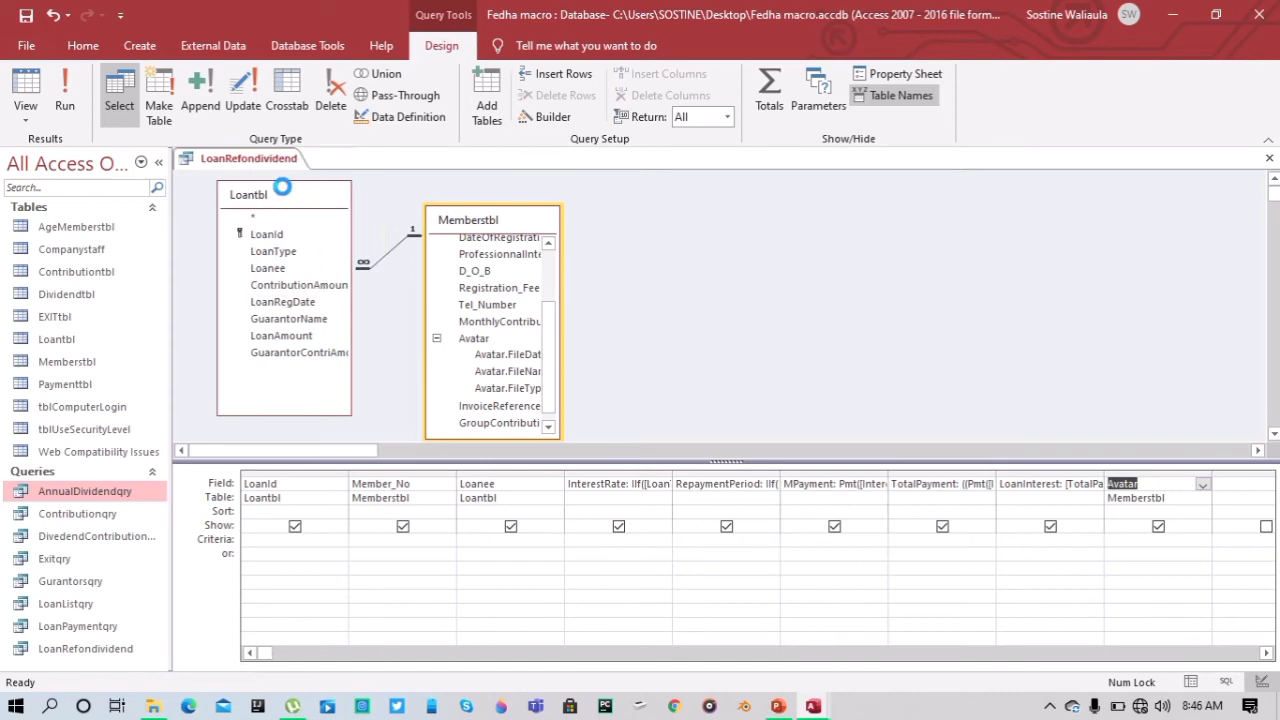 Query Tools
Fedha macro : Database- C:\Users\SOSTINE\Desktop\Fedha macro.accdb (Access 2007 - 2016 file form...
Sostine Waliaula
SW
File
Home
Create
External Data
Database Tools
Help
Design
Tell me what you want to do
View
Run
Results
Select
Make Table
Append
Update
Crosstab
Delete
Union
Pass-Through
Data Definition
Query Type
Add Tables
Insert Rows
Delete Rows
Builder
Insert Columns
Delete Columns
Return: All
Query Setup
Totals
Parameters
Property Sheet
XYZ Table Names
Show/Hide
All Access O...
Search...
Tables
AgeMemberstbl
Companystaff
Contributiontbl
Dividendtbl
EXITtbl
Loantbl
Memberstbl
Paymenttbl
tblComputerLogin
tblUseSecurityLevel
Web Compatibility Issues
Queries
AnnualDividendqry
Contributionqry
DivedendContribution...
Exitqry
Gurantorsqry
LoanListqry
LoanPaymentqry
LoanRefondividend
LoanRefondividend
Loantbl
*
LoanId
LoanType
Loanee
ContributionAmoun
LoanRegDate
GuarantorName
LoanAmount
GuarantorContriAmo
1
∞
Memberstbl
DateOfRegistrati
ProfessionnalInte
D_O_B
Registration_Fee
Tel_Number
MonthlyContribu
Avatar
Avatar.FileDat
Avatar.FileNar
Avatar.FileTyp
InvoiceReference
GroupContributi
Field: LoanId Member_No Loanee InterestRate: IIf([Loan RepaymentPeriod: IIf( MPayment: Pmt([Inter TotalPayment: ((Pmt([I LoanInterest: [TotalPa Avatar
Table: Loantbl Memberstbl Loantbl Memberstbl
Sort:
Show:
Criteria:
or:
Ready
Num Lock
SQL
8:46 AM